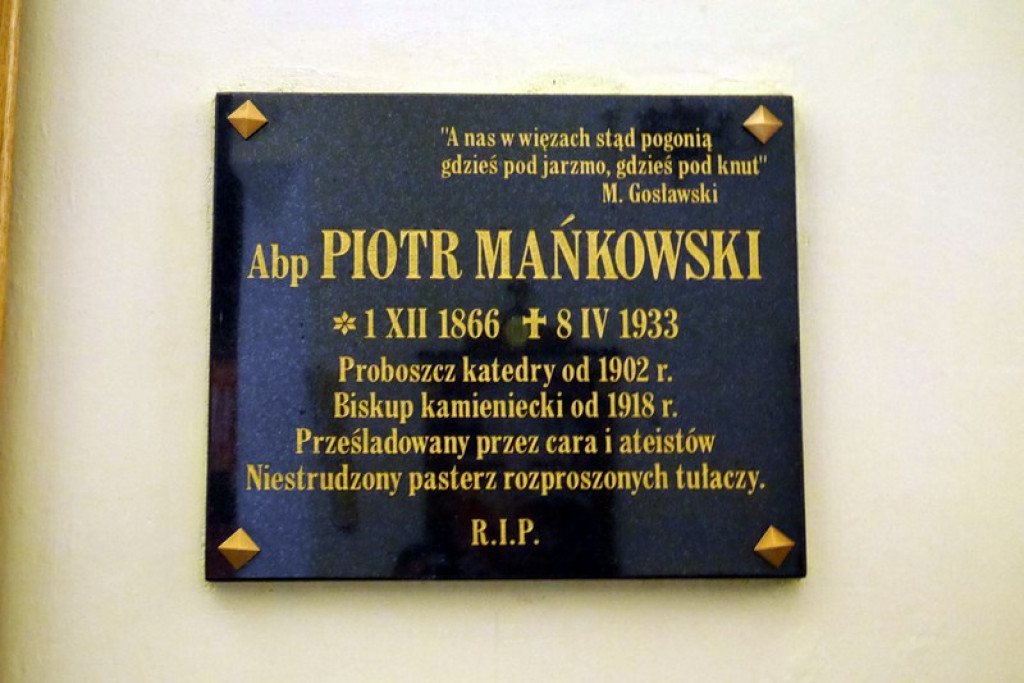 "A nas w więzach stąd pogonią
gdzieś pod jarzmo, gdzieś pod knut"
M. Gosławski
Abp PIOTR MAŃKOWSKI
✲ 1 XII 1866 ✝ 8 IV 1933
Proboszcz katedry od 1902 r.
Biskup kamieniecki od 1918 r.
Prześladowany przez cara i ateistów
Niestrudzony pasterz rozproszonych tułaczy.
R.I.P.